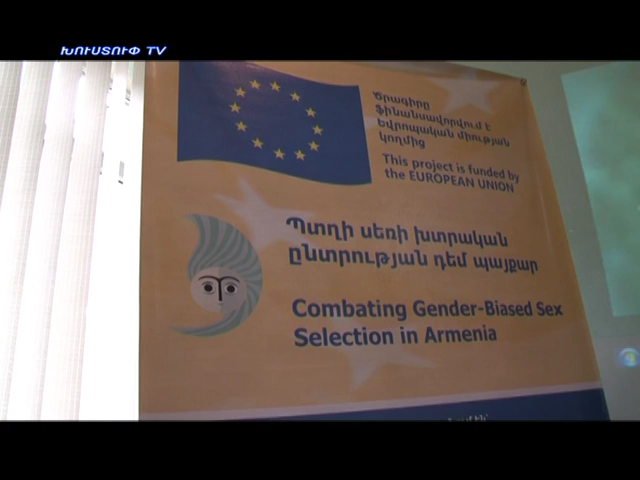 ԽՈՒՍՏՈՒՓ TV
Ծրագիրը
ֆինանսավորվում է
Եվրոպական միության
կողմից
This project is funded by
the EUROPEAN UNION
Պտղի սեռի խտրական
ընտրության դեմ պայքար
Combating Gender-Biased Sex
Selection in Armenia